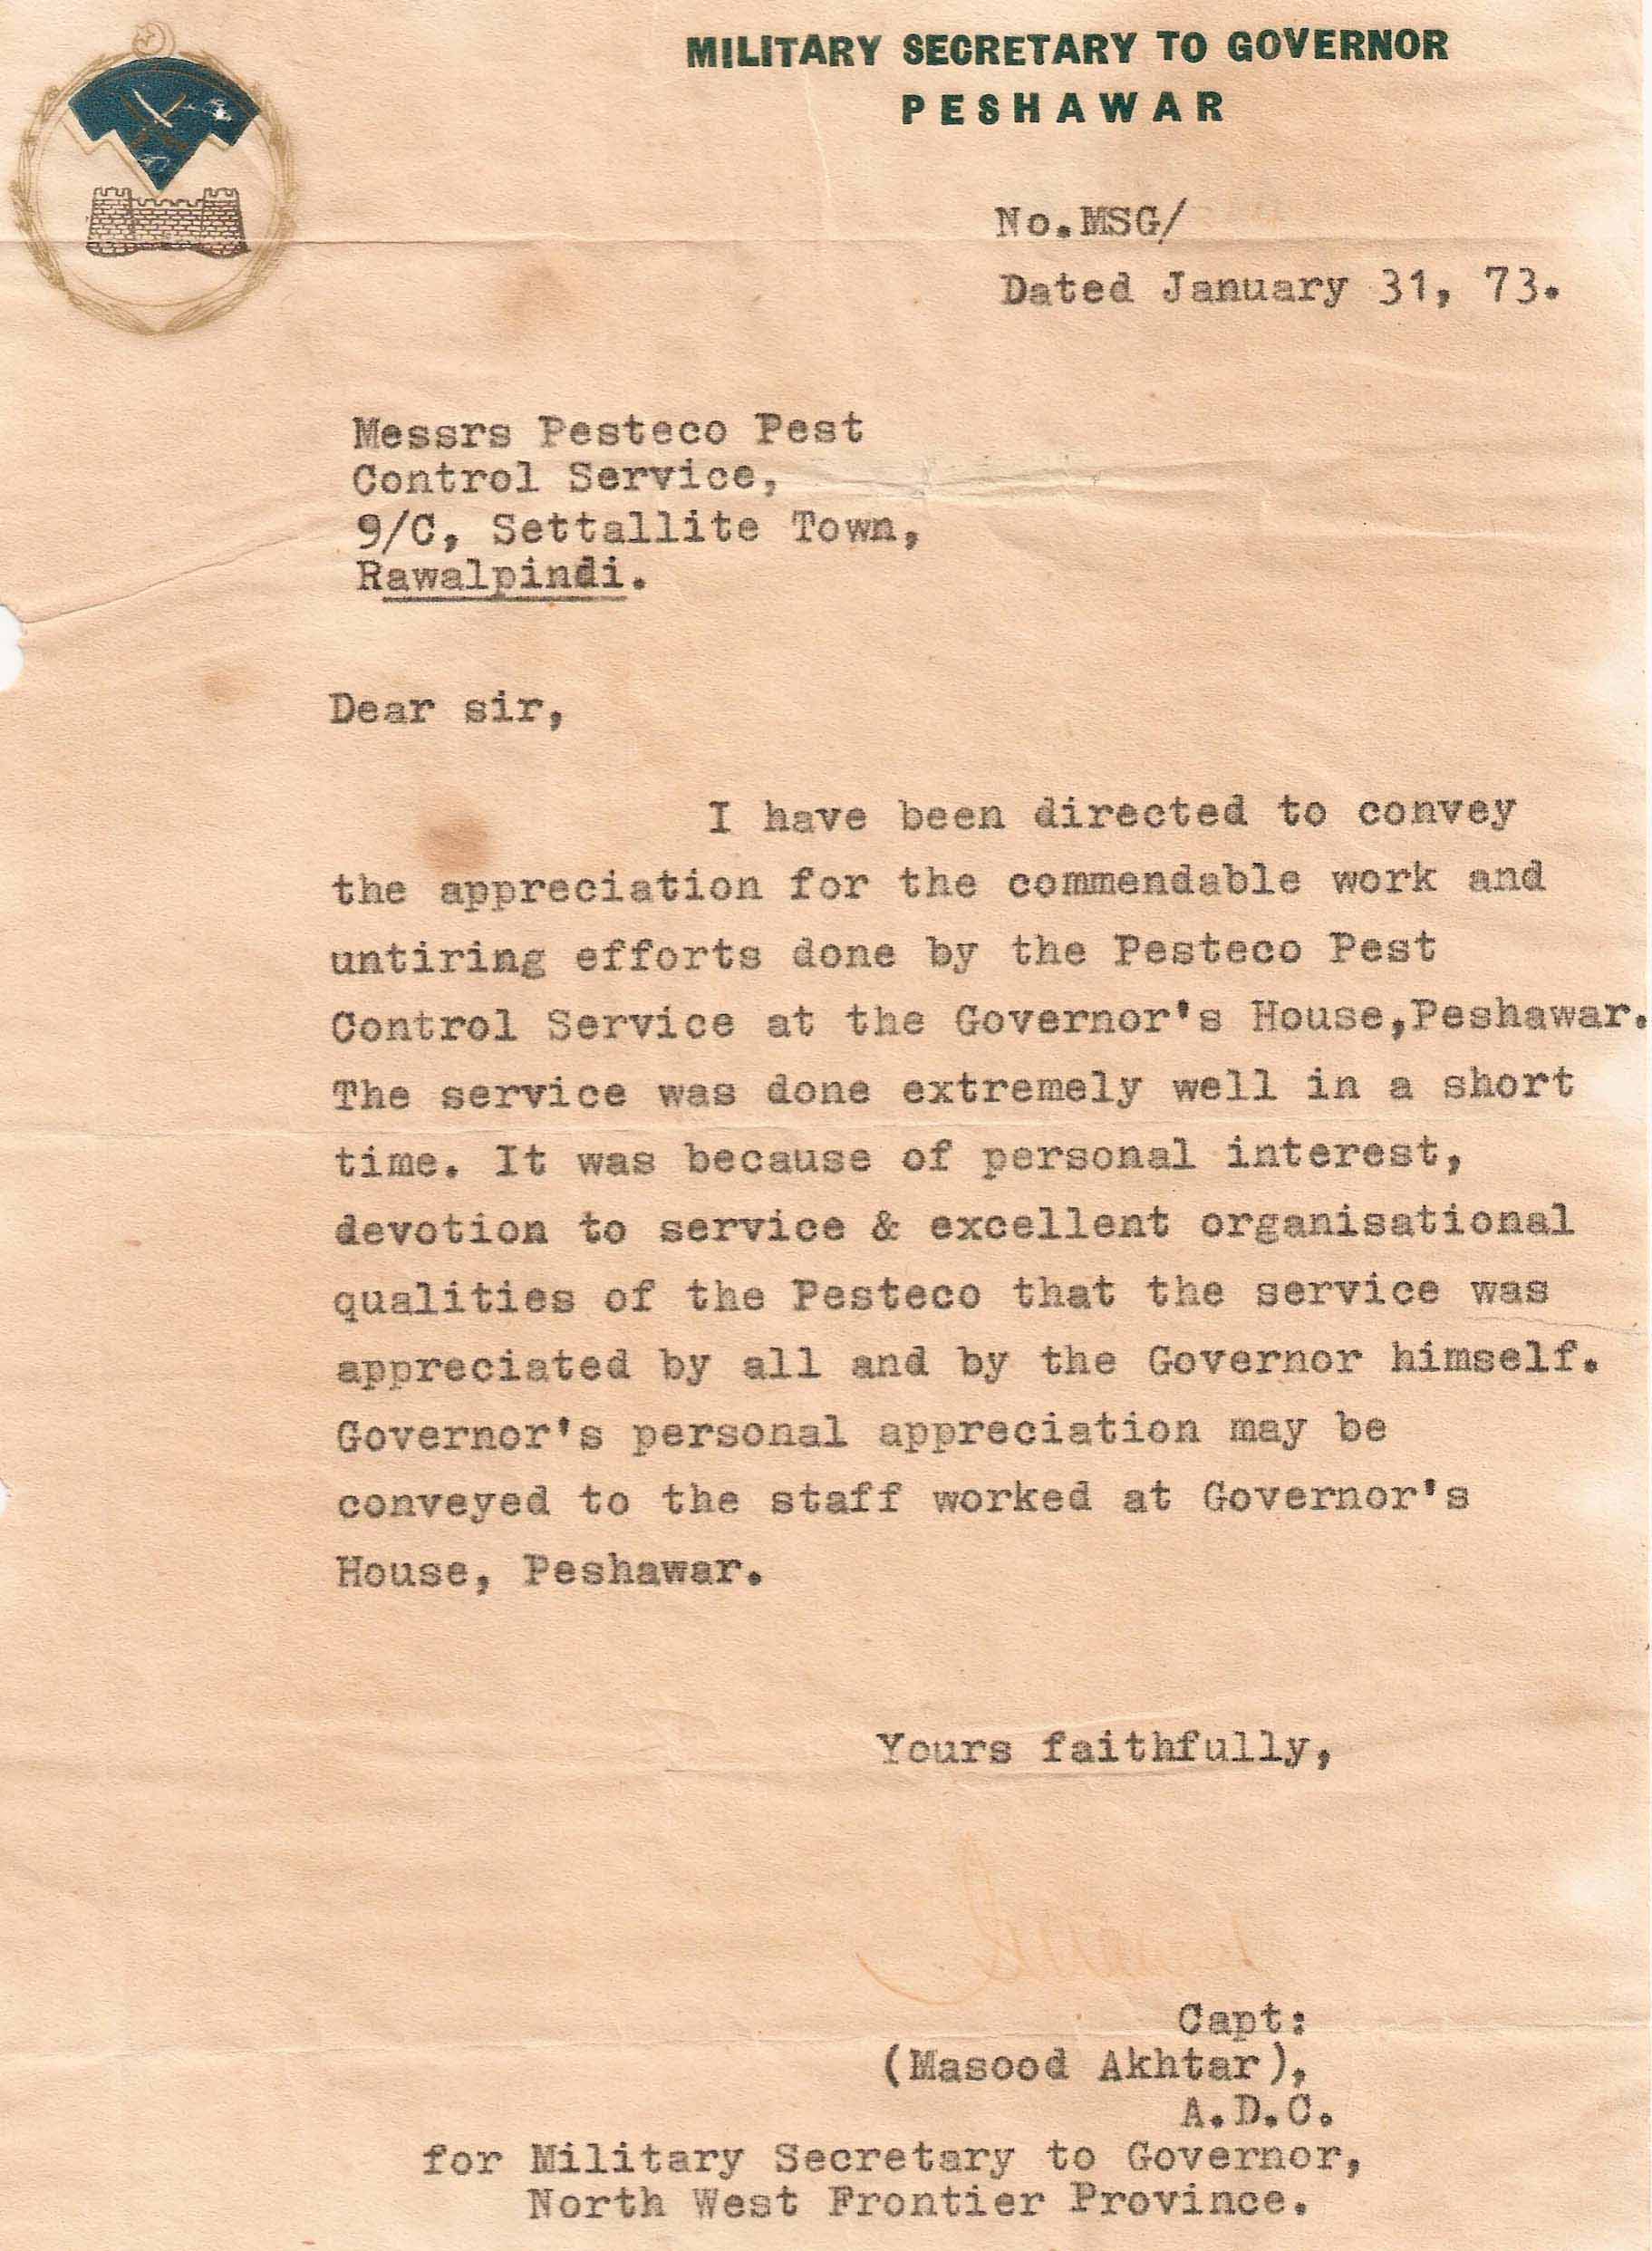 MILITARY SECRETARY TO GOVERNOR
PESHAWAR
No.MSG/
Dated January 31, 73.
Messrs Pesteco Pest
Control Service,
9/C, Settallite Town,
Rawalpindi.
Dear sir,
I have been directed to convey
the appreciation for the commendable work and
untiring efforts done by the Pesteco Pest
Control Service at the Governor's House,Peshawar.
The service was done extremely well in a short
time. It was because of personal interest,
devotion to service & excellent organisational
qualities of the Pesteco that the service was
appreciated by all and by the Governor himself.
Governor's personal appreciation may be
conveyed to the staff worked at Governor's
House, Peshawar.
Yours faithfully,
Capt:
(Masood Akhtar),
A.D.C.
for Military Secretary to Governor,
North West Frontier Province.